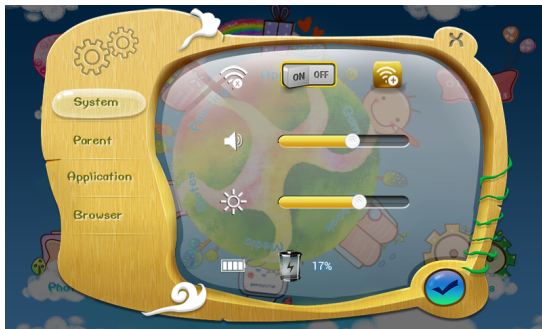 System
Parent
Application
Browser
ON OFF
17%